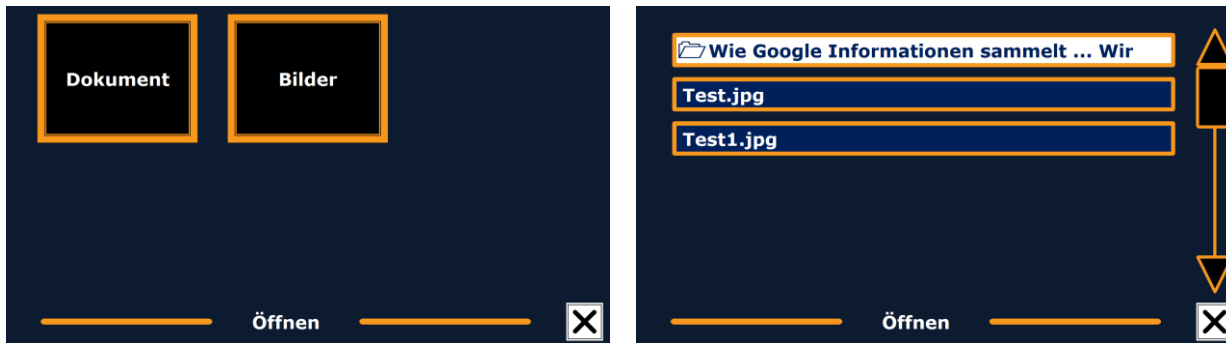 Dokument
Bilder
Öffnen
Wie Google Informationen sammelt ... Wir
Test.jpg
Test1.jpg
Öffnen